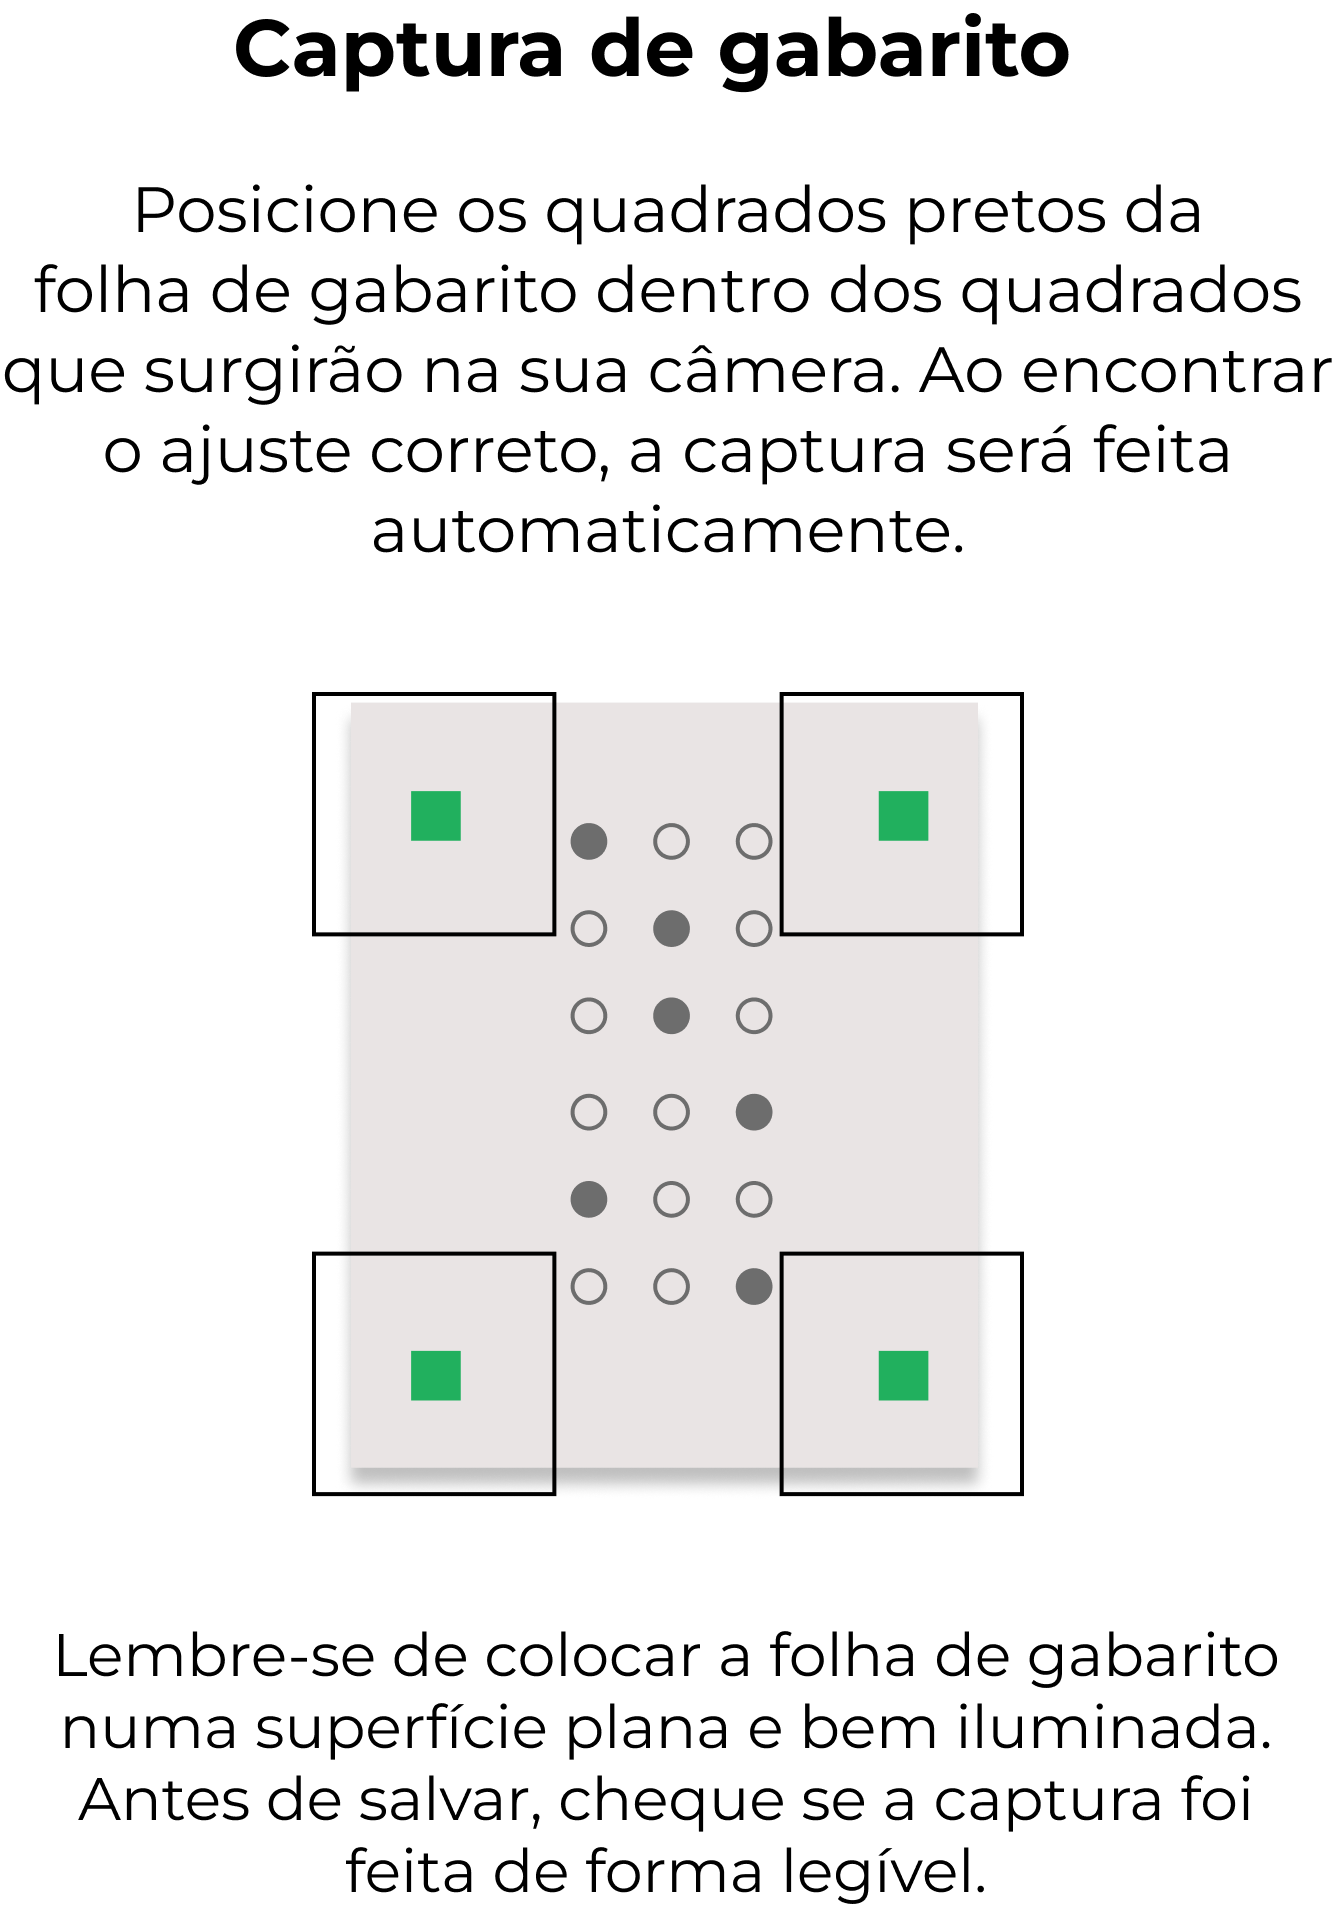 Captura de gabarito
Posicione os quadrados pretos da
folha de gabarito dentro dos quadrados
que surgirão na sua câmera. Ao encontrar
o ajuste correto, a captura será feita
automaticamente.
Lembre-se de colocar a folha de gabarito
numa superfície plana e bem iluminada.
Antes de salvar, cheque se a captura foi
feita de forma legível.